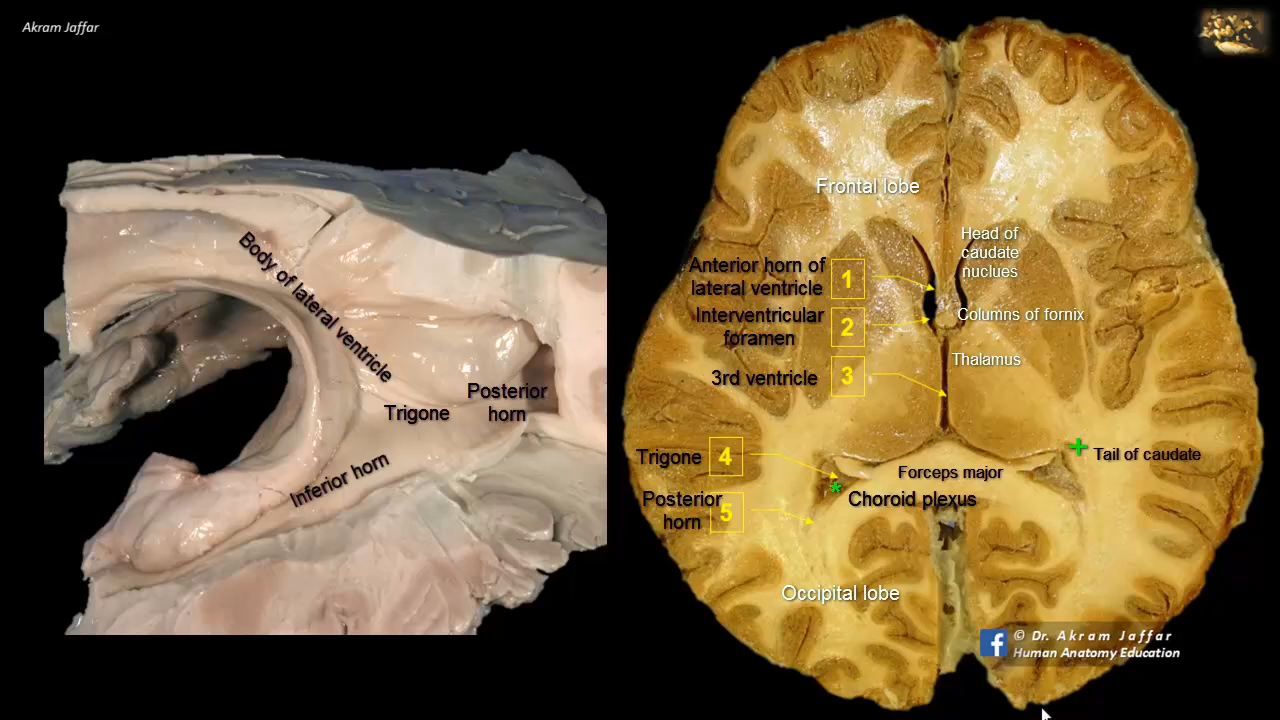 Akram Jaffar
Body of lateral ventricle
Trigone
Posterior
horn
Inferior horn
Frontal lobe
Head of
caudate
nuclues
Anterior horn of
lateral ventricle
1
Interventricular
foramen
2
Columns of fornix
3rd ventricle
3
Thalamus
Trigone
4
Tail of caudate
Forceps major
Posterior
horn
5
* Choroid plexus
Occipital lobe
© Dr. Akram Jaffar
Human Anatomy Education